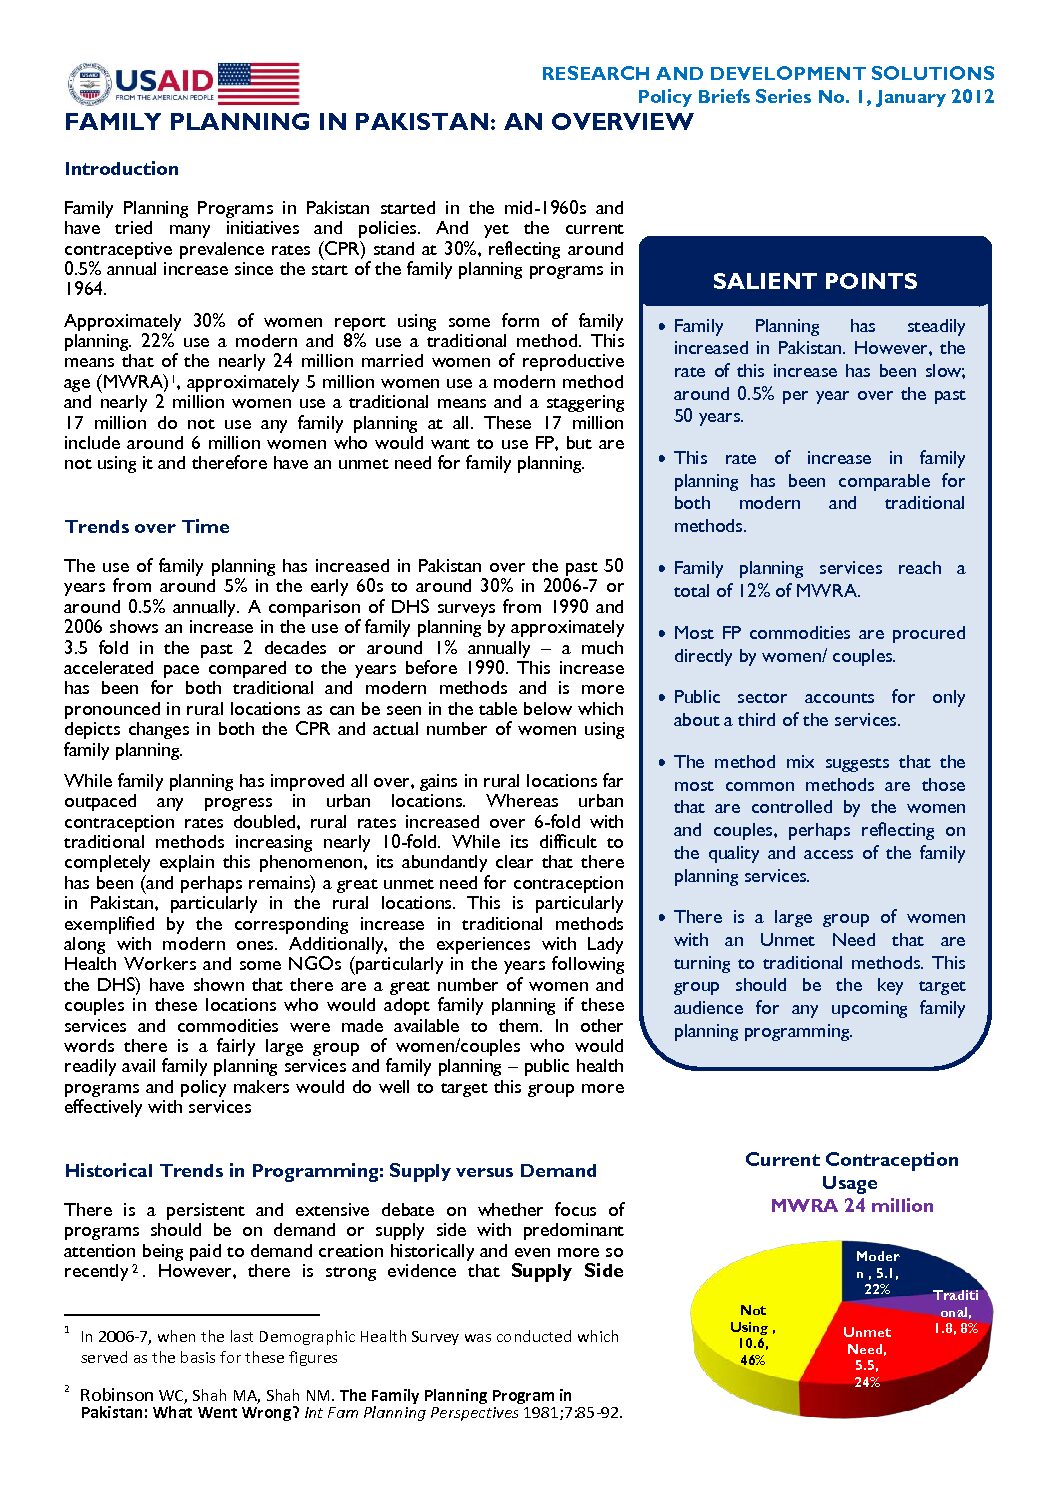 USAID
FROM THE AMERICAN PEOPLE
RESEARCH AND DEVELOPMENT SOLUTIONS
Policy Briefs Series No. 1, January 2012
FAMILY PLANNING IN PAKISTAN: AN OVERVIEW
Introduction
Family Planning Programs in Pakistan started in the mid-1960s and
have tried many initiatives and policies. And yet the current
contraceptive prevalence rates (CPR) stand at 30%, reflecting around
0.5% annual increase since the start of the family planning programs in
1964.
Approximately 30% of women report using some form of family
planning. 22% use a modern and 8% use a traditional method. This
means that of the nearly 24 million married women of reproductive
age (MWRA)1, approximately 5 million women use a modern method
and nearly 2 million women use a traditional means and a staggering
17 million do not use any family planning at all. These 17 million
include around 6 million women who would want to use FP, but are
not using it and therefore have an unmet need for family planning.
Trends over Time
The use of family planning has increased in Pakistan over the past 50
years from around 5% in the early 60s to around 30% in 2006-7 or
around 0.5% annually. A comparison of DHS surveys from 1990 and
2006 shows an increase in the use of family planning by approximately
3.5 fold in the past 2 decades or around 1% annually – a much
accelerated pace compared to the years before 1990. This increase
has been for both traditional and modern methods and is more
pronounced in rural locations as can be seen in the table below which
depicts changes in both the CPR and actual number of women using
family planning.
While family planning has improved all over, gains in rural locations far
outpaced any progress in urban locations. Whereas urban
contraception rates doubled, rural rates increased over 6-fold with
traditional methods increasing nearly 10-fold. While its difficult to
completely explain this phenomenon, its abundantly clear that there
has been (and perhaps remains) a great unmet need for contraception
in Pakistan, particularly in the rural locations. This is particularly
exemplified by the corresponding increase in traditional methods
along with modern ones. Additionally, the experiences with Lady
Health Workers and some NGOs (particularly in the years following
the DHS) have shown that there are a great number of women and
couples in these locations who would adopt family planning if these
services and commodities were made available to them. In other
words there is a fairly large group of women/couples who would
readily avail family planning services and family planning – public health
programs and policy makers would do well to target this group more
effectively with services
Historical Trends in Programming: Supply versus Demand
There is a persistent and extensive debate on whether focus of
programs should be on demand or supply side with predominant
attention being paid to demand creation historically and even more so
recently2. However, there is strong evidence that Supply Side
1 In 2006-7, when the last Demographic Health Survey was conducted which
served as the basis for these figures
2 Robinson WC, Shah MA, Shah NM. The Family Planning Program in
Pakistan: What Went Wrong? Int Fam Planning Perspectives 1981;7:85-92.
SALIENT POINTS
• Family Planning has steadily
increased in Pakistan. However, the
rate of this increase has been slow;
around 0.5% per year over the past
50 years.
• This rate of increase in family
planning has been comparable for
both modern and traditional
methods.
• Family planning services reach a
total of 12% of MWRA.
• Most FP commodities are procured
directly by women/ couples.
• Public sector accounts for only
about a third of the services.
• The method mix suggests that the
most common methods are those
that are controlled by the women
and couples, perhaps reflecting on
the quality and access of the family
planning services.
• There is a large group of women
with an Unmet Need that are
turning to traditional methods. This
group should be the key target
audience for any upcoming family
planning programming.
Current Contraception
Usage
MWRA 24 million
Moder
n , 5.1,
22%
Traditi
onal,
1.8, 8%
Unmet
Need,
5.5,
24%
Not
Using ,
10.6,
46%